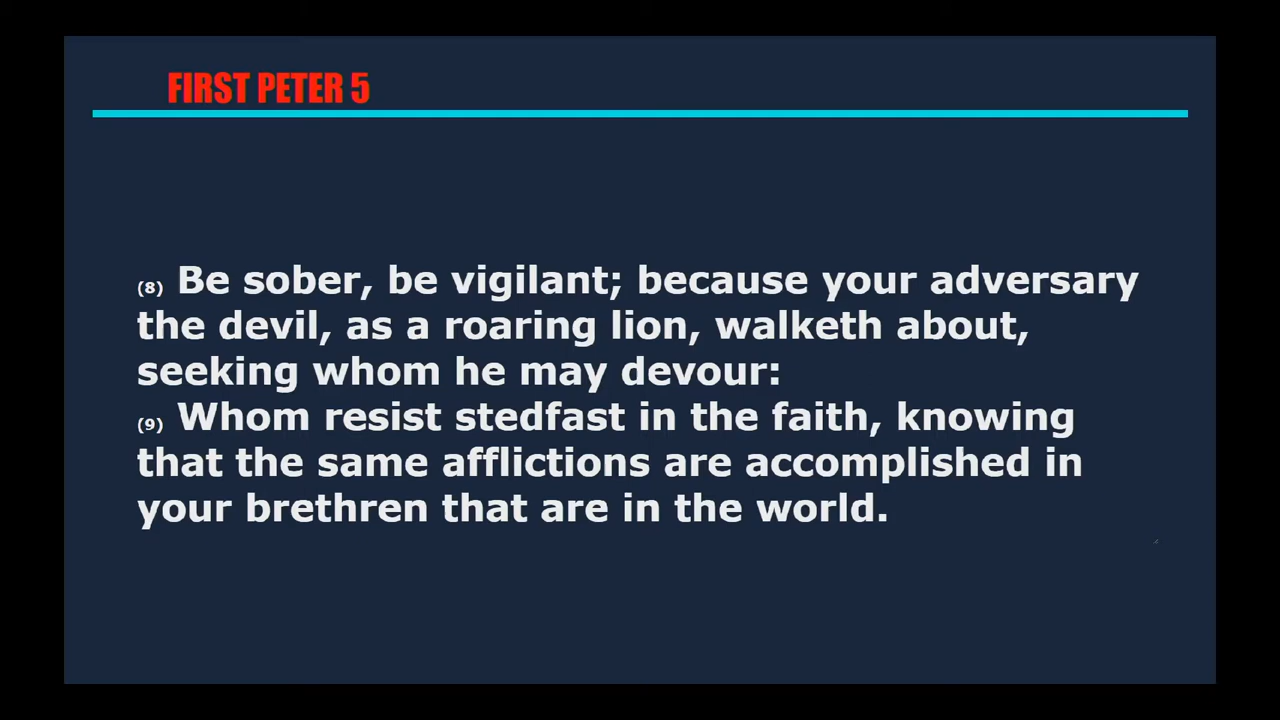 FIRST PETER 5
(8) Be sober, be vigilant; because your adversary
the devil, as a roaring lion, walketh about,
seeking whom he may devour:
(9) Whom resist stedfast in the faith, knowing
that the same afflictions are accomplished in
your brethren that are in the world.